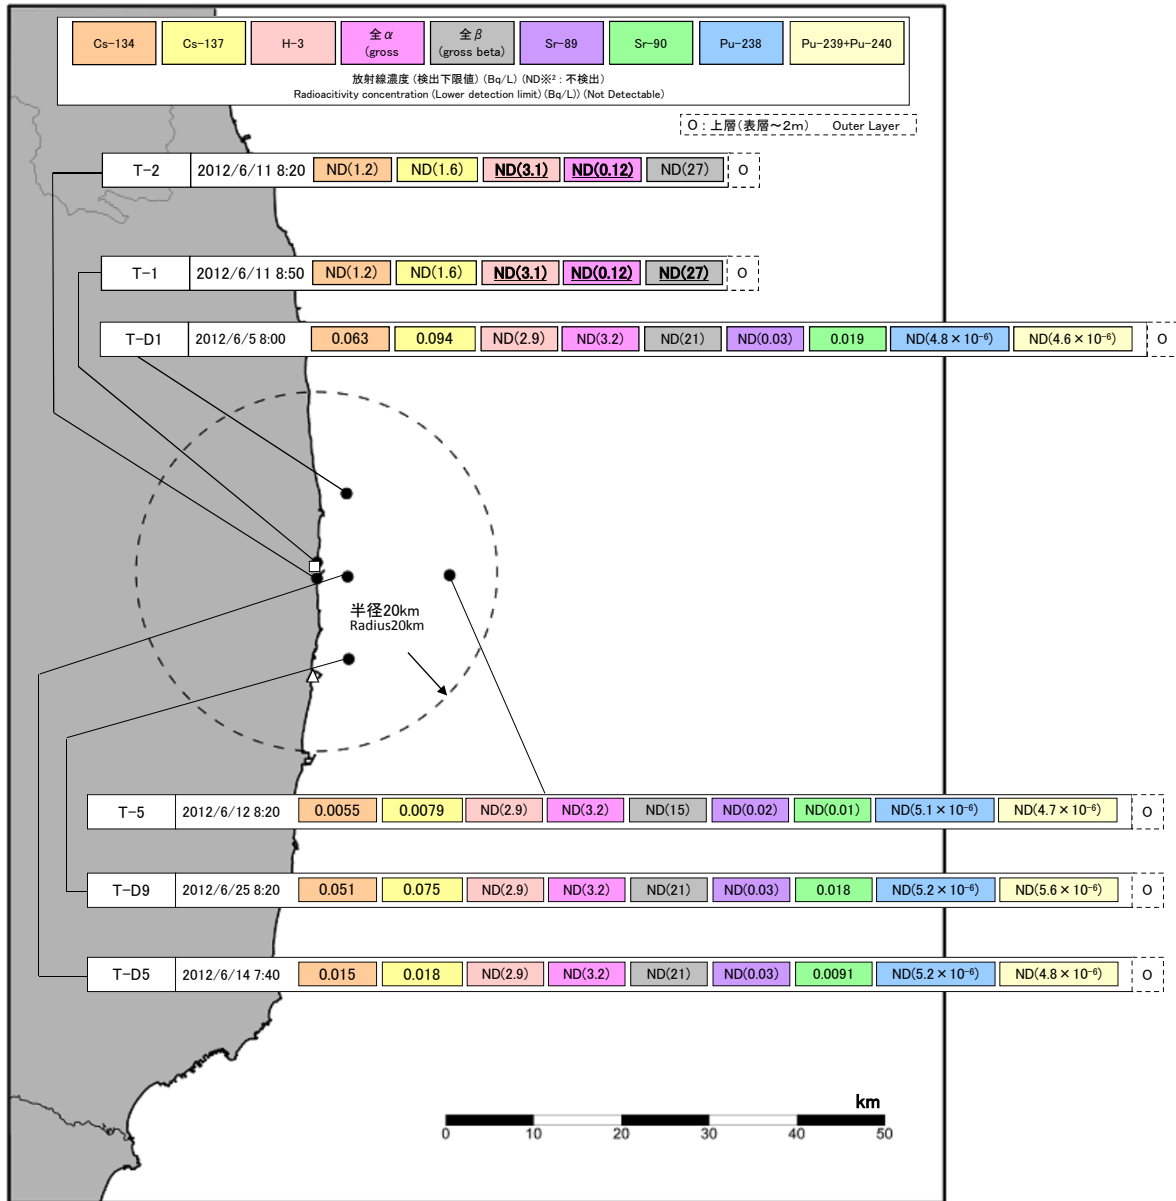 Cs-134 Cs-137 H-3 全α (gross 全β (gross beta) Sr-89 Sr-90 Pu-238 Pu-239+Pu-240
放射線濃度 (検出下限値) (Bq/L) (ND※²：不検出)
Radioacitivity concentration (Lower detection limit) (Bq/L)) (Not Detectable)
O：上層(表層～2m) Outer Layer
T-2 2012/6/11 8:20 ND(1.2) ND(1.6) ND(3.1) ND(0.12) ND(27) O
T-1 2012/6/11 8:50 ND(1.2) ND(1.6) ND(3.1) ND(0.12) ND(27) O
T-D1 2012/6/5 8:00 0.063 0.094 ND(2.9) ND(3.2) ND(21) ND(0.03) 0.019 ND(4.8×10⁻⁶) ND(4.6×10⁻⁶) O
半径20km
Radius20km
T-5 2012/6/12 8:20 0.0055 0.0079 ND(2.9) ND(3.2) ND(15) ND(0.02) ND(0.01) ND(5.1×10⁻⁶) ND(4.7×10⁻⁶) O
T-D9 2012/6/25 8:20 0.051 0.075 ND(2.9) ND(3.2) ND(21) ND(0.03) 0.018 ND(5.2×10⁻⁶) ND(5.6×10⁻⁶) O
T-D5 2012/6/14 7:40 0.015 0.018 ND(2.9) ND(3.2) ND(21) ND(0.03) 0.0091 ND(5.2×10⁻⁶) ND(4.8×10⁻⁶) O
km
0 10 20 30 40 50